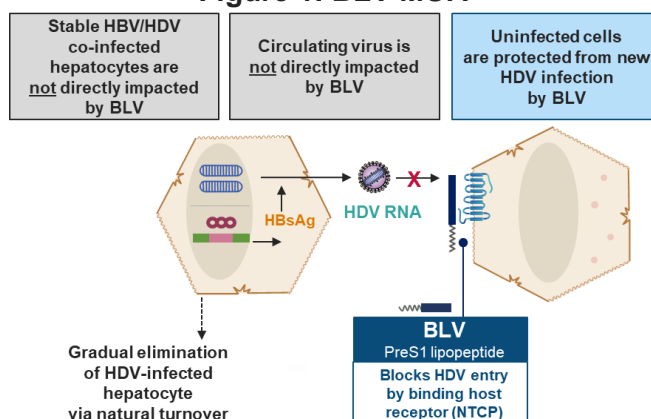 Stable HBV/HDV
co-infected
hepatocytes are
not directly impacted
by BLV
Circulating virus is
not directly impacted
by BLV
Uninfected cells
are protected from new
HDV infection
by BLV
HBsAg
HDV RNA
X
Gradual elimination
of HDV-infected
hepatocyte
via natural turnover
BLV
PreS1 lipopeptide
Blocks HDV entry
by binding host
receptor (NTCP)